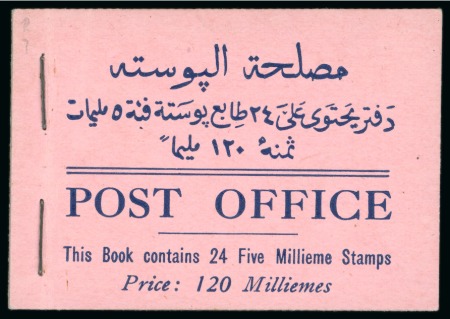 مصلحة البوسته
دفتر يحتوى على ٢٤ طابع بوستة فئة ٥ مليمات
ثمنه ١٢٠ مليماً
POST OFFICE
This Book contains 24 Five Millieme Stamps
Price: 120 Milliemes